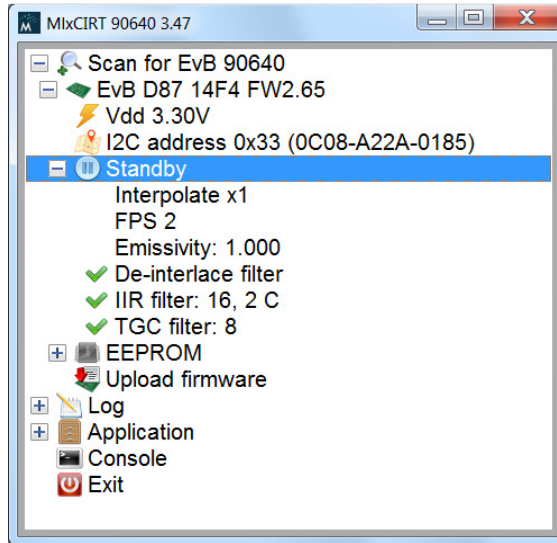 MlxCIRT 90640 3.47
Scan for EvB 90640
EvB D87 14F4 FW2.65
Vdd 3.30V
I2C address 0x33 (0C08-A22A-0185)
Standby
Interpolate x1
FPS 2
Emissivity: 1.000
De-interlace filter
IIR filter: 16, 2 C
TGC filter: 8
EEPROM
Upload firmware
Log
Application
Console
Exit